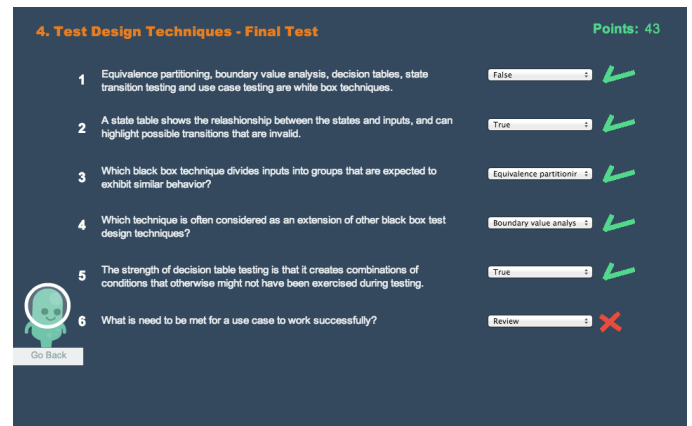 4. Test Design Techniques - Final Test
Points: 43
1
Equivalence partitioning, boundary value analysis, decision tables, state
transition testing and use case testing are white box techniques.
False
2
A state table shows the relashionship between the states and inputs, and can
highlight possible transitions that are invalid.
True
3
Which black box technique divides inputs into groups that are expected to
exhibit similar behavior?
Equivalence partitionir
4
Which technique is often considered as an extension of other black box test
design techniques?
Boundary value analys
5
The strength of decision table testing is that it creates combinations of
conditions that otherwise might not have been exercised during testing.
True
6
What is need to be met for a use case to work successfully?
Review
Go Back